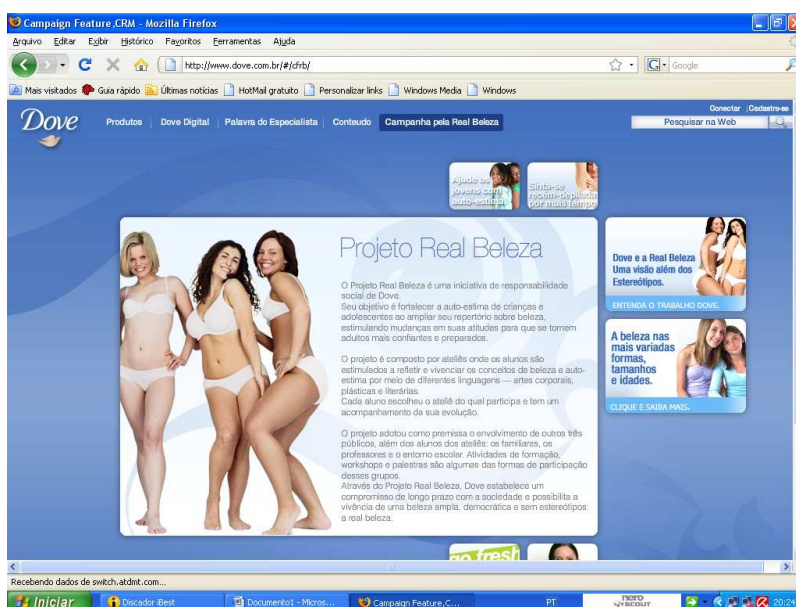 Campaign Feature,CRM - Mozilla Firefox
Arquivo Editar Exibir Histórico Favoritos Ferramentas Ajuda
http://www.dove.com.br/#/cfrb/
Google
Mais visitados Guia rápido Últimas notícias HotMail gratuito Personalizar links Windows Media Windows
Conectar Cadastre-se
Dove
Produtos Dove Digital Palavra do Especialista Conteudo Campanha pela Real Beleza
Pesquisar na Web
Ajude os
jovens com
auto-estima
Sinta-se
recém-depilada
por mais tempo
Projeto Real Beleza
O Projeto Real Beleza é uma iniciativa de responsabilidade
social de Dove.
Seu objetivo é fortalecer a auto-estima de crianças e
adolescentes ao ampliar seu repertório sobre beleza,
estimulando mudanças em suas atitudes para que se tornem
adultos mais confiantes e preparados.
O projeto é composto por ateliês onde os alunos são
estimulados a refletir e vivenciar os conceitos de beleza e auto-
estima por meio de diferentes linguagens — artes corporais,
plásticas e literárias.
Cada aluno escolheu o ateliê do qual participa e tem um
acompanhamento da sua evolução.
O projeto adotou como premissa o envolvimento de outros três
públicos, além dos alunos dos ateliês: os familiares, os
professores e o entorno escolar. Atividades de formação,
workshops e palestras são algumas das formas de participação
desses grupos.
Através do Projeto Real Beleza, Dove estabelece um
compromisso de longo prazo com a sociedade e possibilita a
vivência de uma beleza ampla, democrática e sem estereótipos:
a real beleza.
Dove e a Real Beleza
Uma visão além dos
Estereótipos.
ENTENDA O TRABALHO DOVE.
A beleza nas
mais variadas
formas,
tamanhos
e idades.
CLIQUE E SAIBA MAIS.
go fresh
Recebendo dados de switch.atdmt.com...
Iniciar Discador iBest Documento1 - Micros... Campaign Feature,C... PT nero SCOUT 20:24